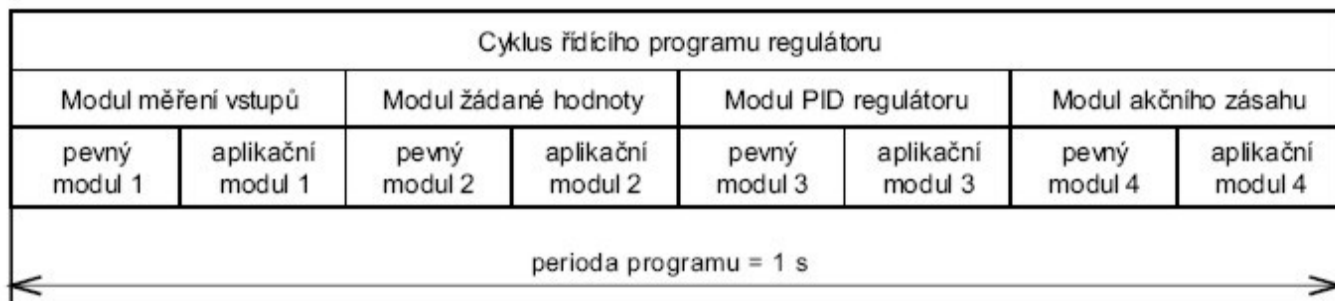 Cyklus řídícího programu regulátoru
Modul měření vstupů Modul žádané hodnoty Modul PID regulátoru Modul akčního zásahu
pevný aplikační pevný aplikační pevný aplikační pevný aplikační
modul 1 modul 1 modul 2 modul 2 modul 3 modul 3 modul 4 modul 4
perioda programu = 1 s